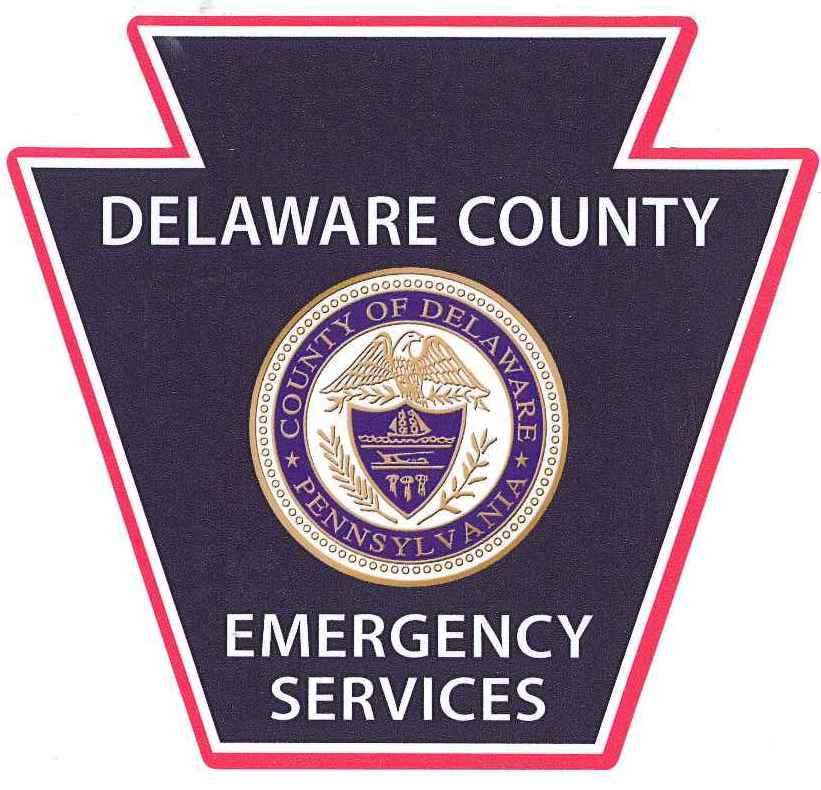 DELAWARE COUNTY
COUNTY OF DELAWARE
★ PENNSYLVANIA ★
EMERGENCY
SERVICES